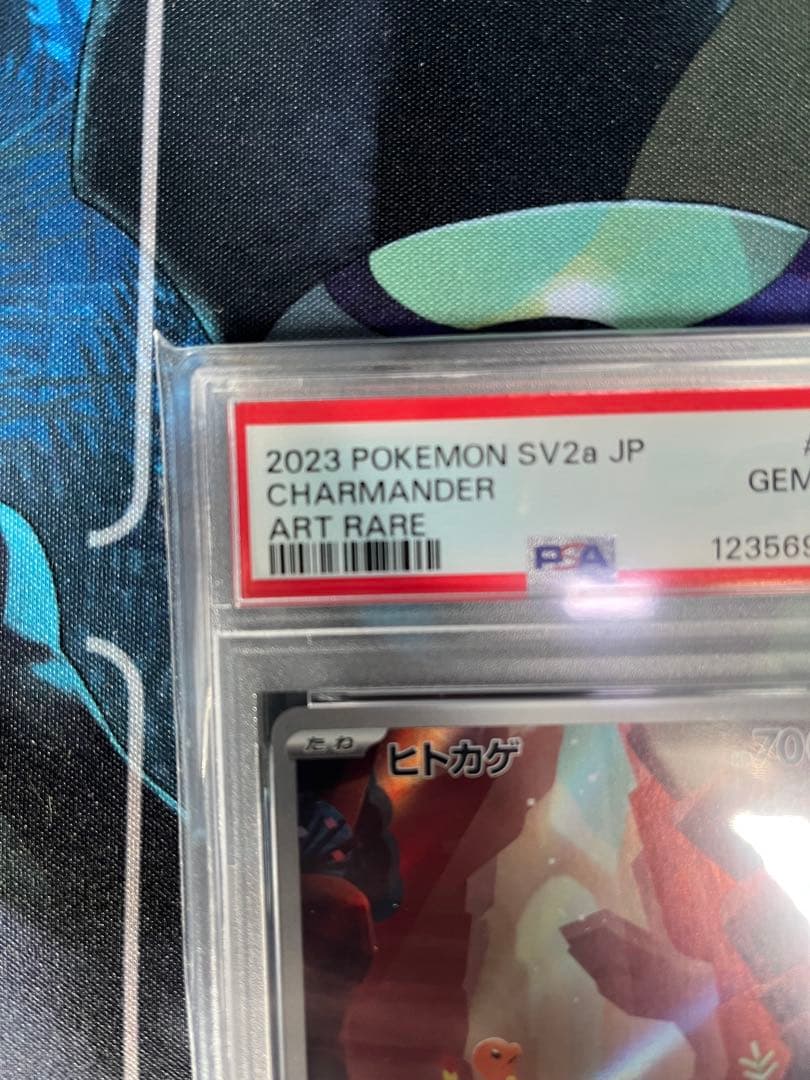 2023 POKEMON SV2a JP
CHARMANDER
GEM
ART RARE
PSA
たね
ヒトカゲ